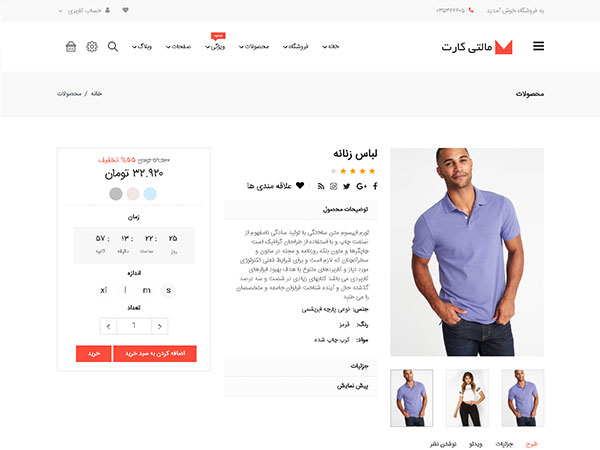 به فروشگاه خوش آمدید
حساب کاربری
مالتی کارت
خانه
فروشگاه
محصولات
ویژگی
صفحات
وبلاگ
محصولات
خانه / محصولات
لباس زنانه
علاقه مندی ها
توضیحات محصول
لورم ایپسوم متن ساختگی با تولید سادگی نامفهوم از
صنعت چاپ و با استفاده از طراحان گرافیک است
چاپگرها و متون بلکه روزنامه و مجله در ستون و
سطرآنچنان که لازم است و برای شرایط فعلی تکنولوژی
مورد نیاز و کاربردهای متنوع با هدف بهبود ابزارهای
کاربردی می باشد کتابهای زیادی در شصت و سه درصد
گذشته حال و آینده شناخت فراوان جامعه و متخصصان
را می طلبد
جنس: نوعی پارچه ابریشمی
رنگ: قرمز
مواد: کرپ چاپ شده
جزئیات
پیش نمایش
۵۹,۵۰۰ تومان ۵۵% تخفیف
۳۲.۹۲۰ تومان
زمان
۲۵ : ۲۲ : ۱۳ : ۵۷
روز ساعت دقیقه ثانیه
اندازه
s m l xl
تعداد
1
اضافه کردن به سبد خرید
خرید
شرح
جزئیات
ویدئو
نوشتن نظر